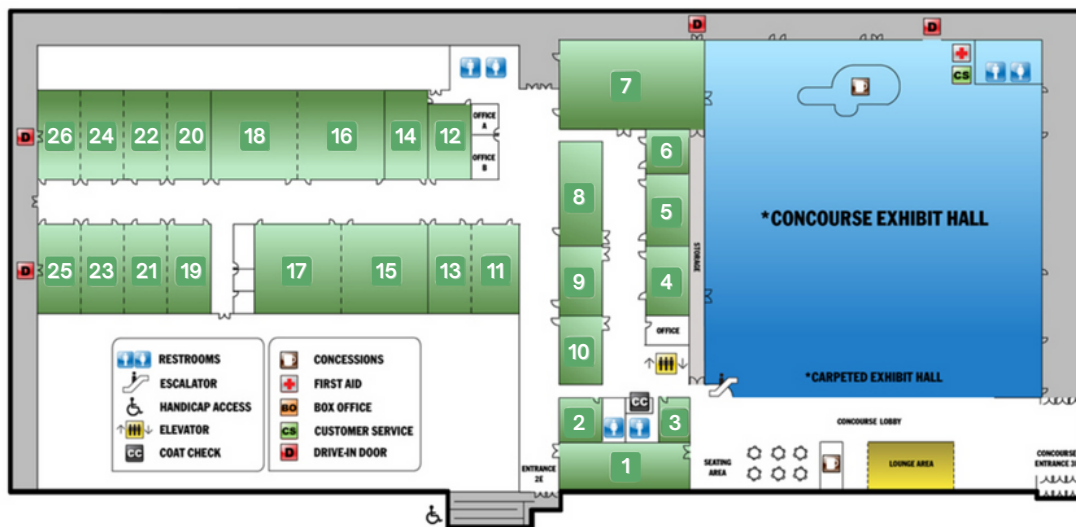 D
D
CS
7
26
24
22
20
18
16
14
12
OFFICE
A
OFFICE
B
D
6
8
5
*CONCOURSE EXHIBIT HALL
25
23
21
19
17
15
13
11
D
STORAGE
9
4
10
OFFICE
RESTROOMS
ESCALATOR
HANDICAP ACCESS
ELEVATOR
CC
COAT CHECK
CONCESSIONS
FIRST AID
BO
BOX OFFICE
CS
CUSTOMER SERVICE
D
DRIVE-IN DOOR
*CARPETED EXHIBIT HALL
CC
2
3
CONCOURSE LOBBY
1
ENTRANCE
2E
SEATING
AREA
LOUNGE AREA
CONCOURSE